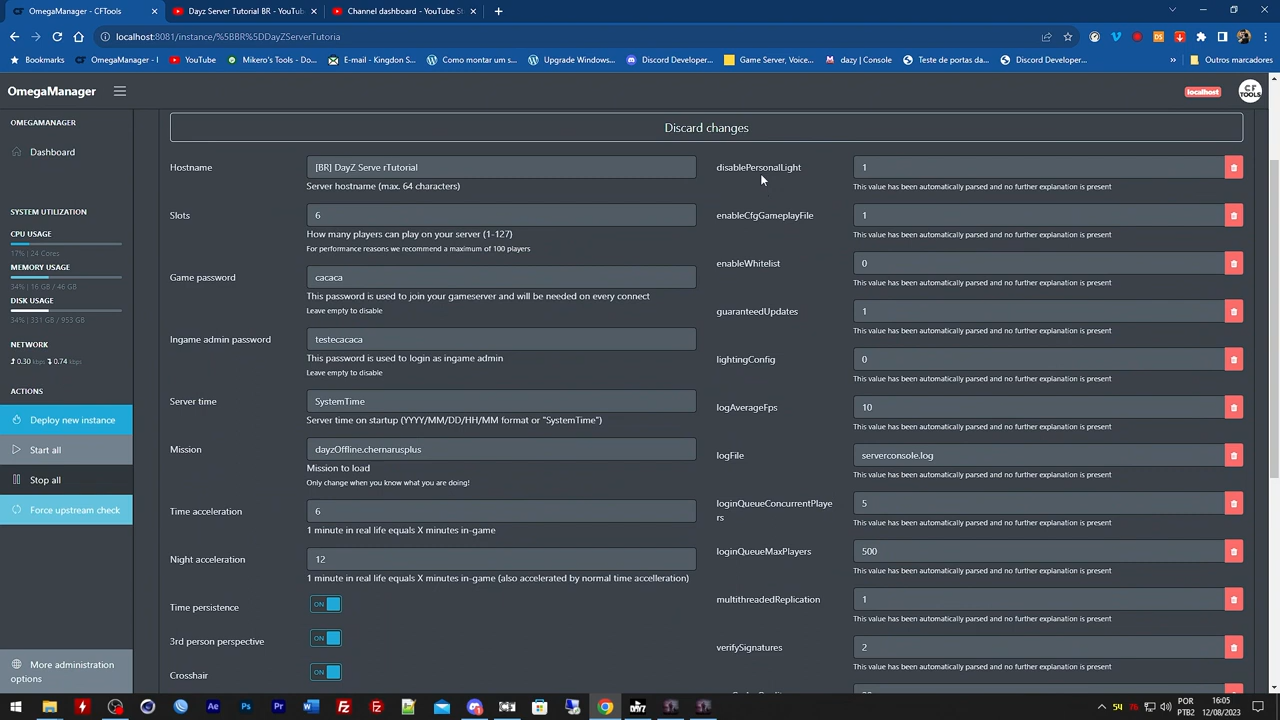 OmegaManager - CFTools
Dayz Server Tutorial BR - YouTub
Channel dashboard - YouTube St
localhost:8081/instance/%5BBR%5DDayZServerTutoria
Bookmarks
OmegaManager - I
YouTube
Mikero's Tools - Do...
E-mail - Kingdon S...
Como montar um s...
Upgrade Windows...
Discord Developer...
Game Server, Voice...
dazy | Console
Teste de portas da...
Discord Developer...
Outros marcadores
OmegaManager
localhost
CF TOOLS
OMEGAMANAGER
Dashboard
SYSTEM UTILIZATION
CPU USAGE
17% | 24 Cores
MEMORY USAGE
34% | 16 GB / 46 GB
DISK USAGE
34% | 331 GB / 953 GB
NETWORK
0.30 kbps 0.74 kbps
ACTIONS
Deploy new instance
Start all
Stop all
Force upstream check
More administration
options
Discard changes
Hostname
[BR] DayZ Serve rTutorial
Server hostname (max. 64 characters)
Slots
6
How many players can play on your server (1-127)
For performance reasons we recommend a maximum of 100 players
Game password
cacaca
This password is used to join your gameserver and will be needed on every connect
Leave empty to disable
Ingame admin password
testecacaca
This password is used to login as ingame admin
Leave empty to disable
Server time
SystemTime
Server time on startup (YYYY/MM/DD/HH/MM format or "SystemTime")
Mission
dayzOffline.chernarusplus
Mission to load
Only change when you know what you are doing!
Time acceleration
6
1 minute in real life equals X minutes in-game
Night acceleration
12
1 minute in real life equals X minutes in-game (also accelerated by normal time accelleration)
Time persistence
ON
3rd person perspective
ON
Crosshair
ON
disablePersonalLight
1
This value has been automatically parsed and no further explanation is present
enableCfgGameplayFile
1
This value has been automatically parsed and no further explanation is present
enableWhitelist
0
This value has been automatically parsed and no further explanation is present
guaranteedUpdates
1
This value has been automatically parsed and no further explanation is present
lightingConfig
0
This value has been automatically parsed and no further explanation is present
logAverageFps
10
This value has been automatically parsed and no further explanation is present
logFile
serverconsole.log
This value has been automatically parsed and no further explanation is present
loginQueueConcurrentPlaye
rs
5
This value has been automatically parsed and no further explanation is present
loginQueueMaxPlayers
500
This value has been automatically parsed and no further explanation is present
multithreadedReplication
1
This value has been automatically parsed and no further explanation is present
verifySignatures
2
This value has been automatically parsed and no further explanation is present
POR
PTB2
16:05
12/08/2023